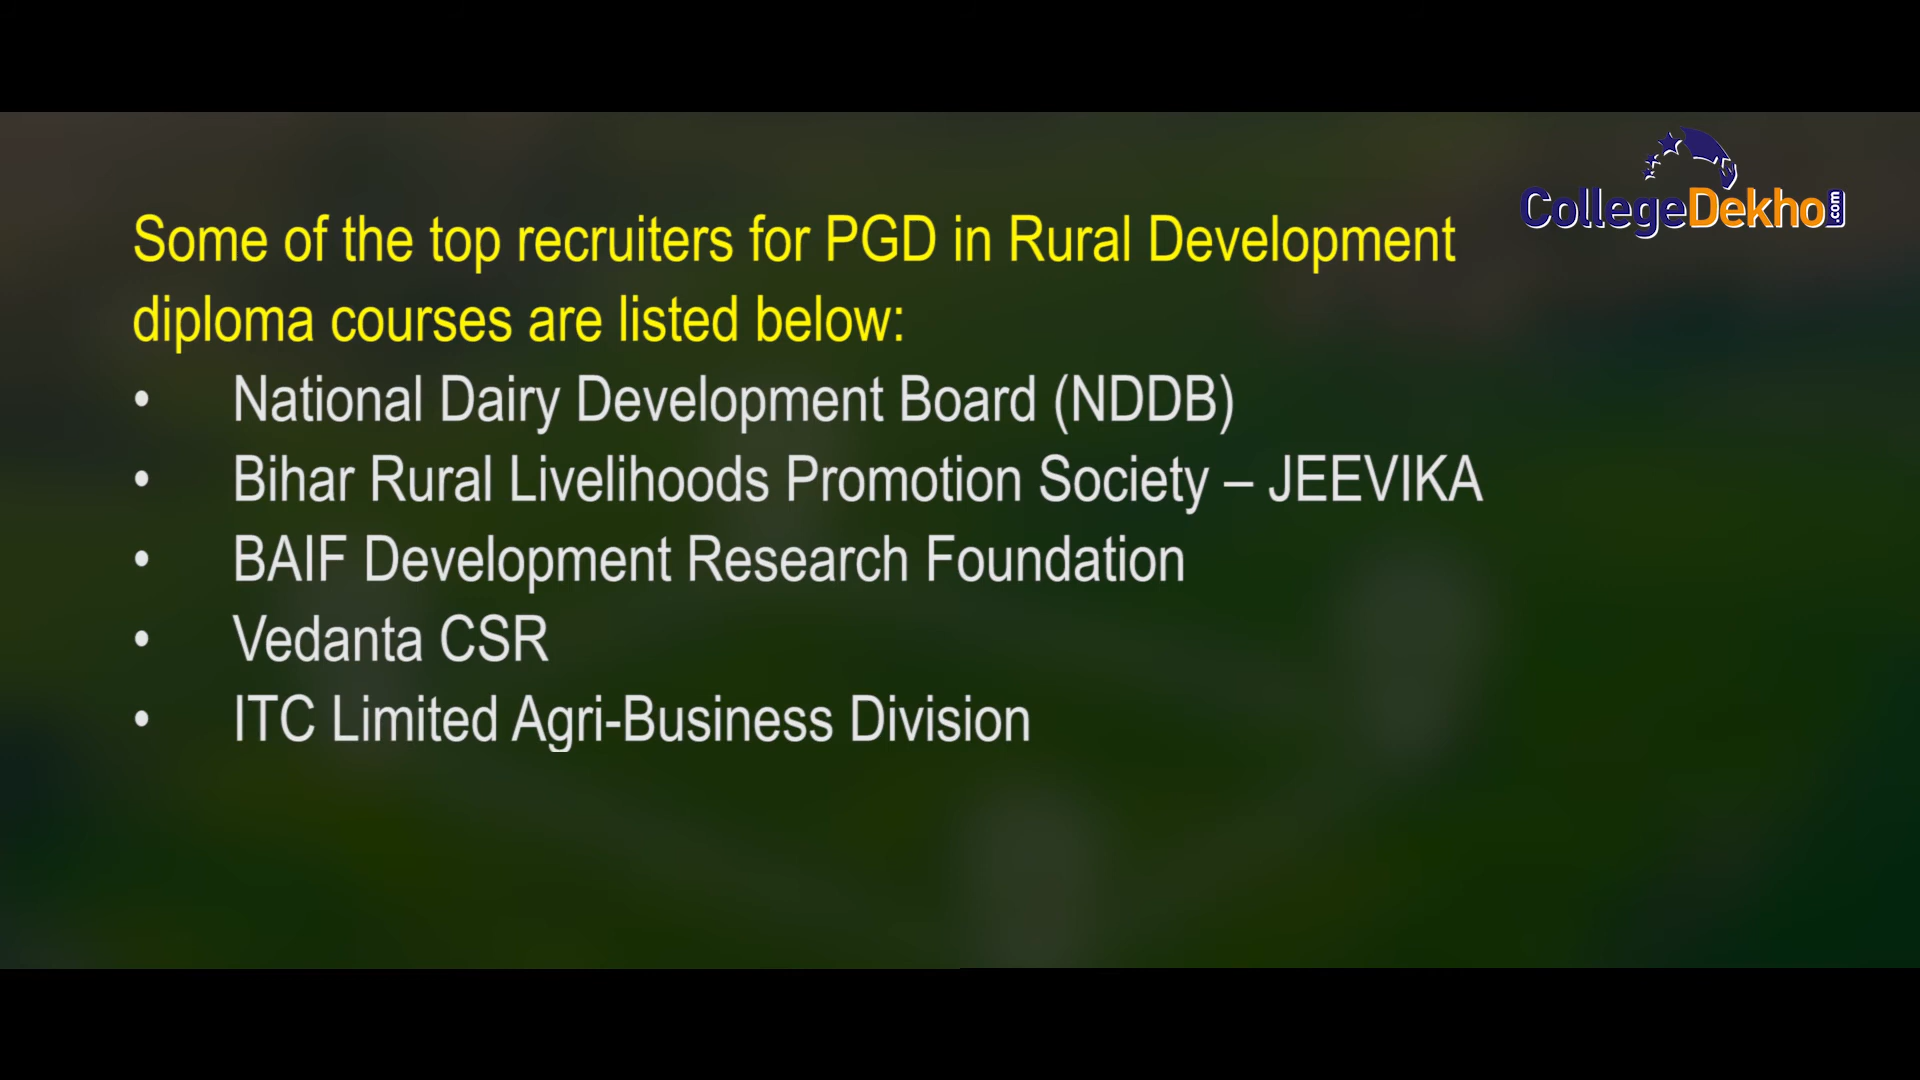 CollegeDekho.com
Some of the top recruiters for PGD in Rural Development
diploma courses are listed below:
• National Dairy Development Board (NDDB)
• Bihar Rural Livelihoods Promotion Society – JEEVIKA
• BAIF Development Research Foundation
• Vedanta CSR
• ITC Limited Agri-Business Division